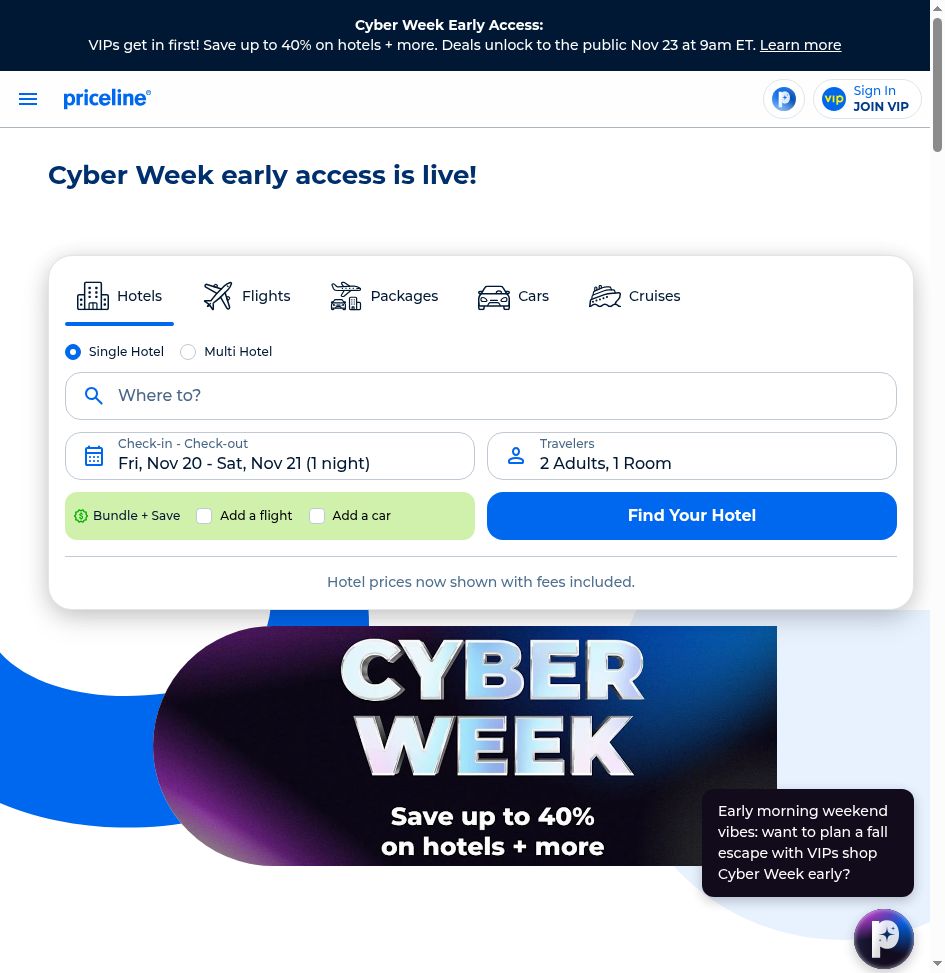 Cyber Week Early Access:
VIPs get in first! Save up to 40% on hotels + more. Deals unlock to the public Nov 23 at 9am ET. Learn more
priceline®
vip
Sign In
JOIN VIP
Cyber Week early access is live!
Hotels
Flights
Packages
Cars
Cruises
Single Hotel
Multi Hotel
Where to?
Check-in - Check-out
Fri, Nov 20 - Sat, Nov 21 (1 night)
Travelers
2 Adults, 1 Room
Bundle + Save
Add a flight
Add a car
Find Your Hotel
Hotel prices now shown with fees included.
CYBER
WEEK
Save up to 40%
on hotels + more
Early morning weekend
vibes: want to plan a fall
escape with VIPs shop
Cyber Week early?